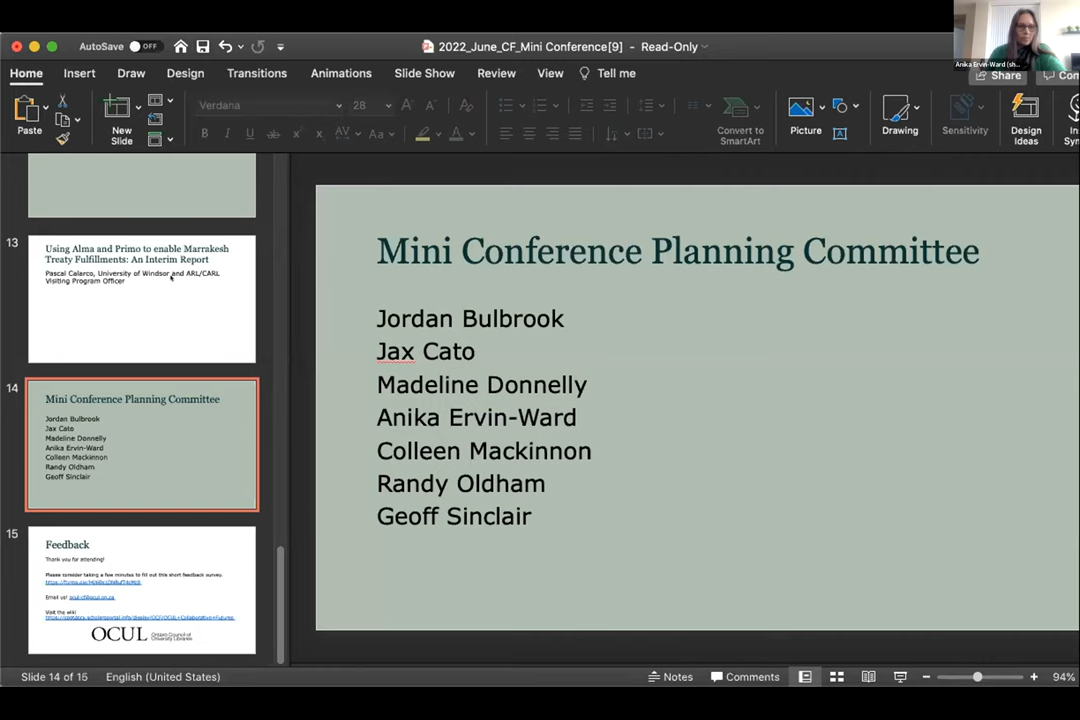 AutoSave OFF
2022_June_CF_Mini Conference[9] - Read-Only
Anika Ervin-Ward (sh...
Home Insert Draw Design Transitions Animations Slide Show Review View Tell me
Share
Paste
New Slide
Verdana 28
Convert to SmartArt
Picture
Drawing
Sensitivity
Design Ideas
13
Using Alma and Primo to enable Marrakesh
Treaty Fulfillments: An Interim Report
Pascal Calarco, University of Windsor and ARL/CARL
Visiting Program Officer
14
Mini Conference Planning Committee
Jordan Bulbrook
Jax Cato
Madeline Donnelly
Anika Ervin-Ward
Colleen Mackinnon
Randy Oldham
Geoff Sinclair
15
Feedback
Thank you for attending!
Please consider taking a few minutes to fill out this short feedback survey.
Email us! ocul-cf@ocul.on.ca
Visit the wiki
OCUL Ontario Council of
University Libraries
Mini Conference Planning Committee
Jordan Bulbrook
Jax Cato
Madeline Donnelly
Anika Ervin-Ward
Colleen Mackinnon
Randy Oldham
Geoff Sinclair
Slide 14 of 15 English (United States) Notes Comments 94%